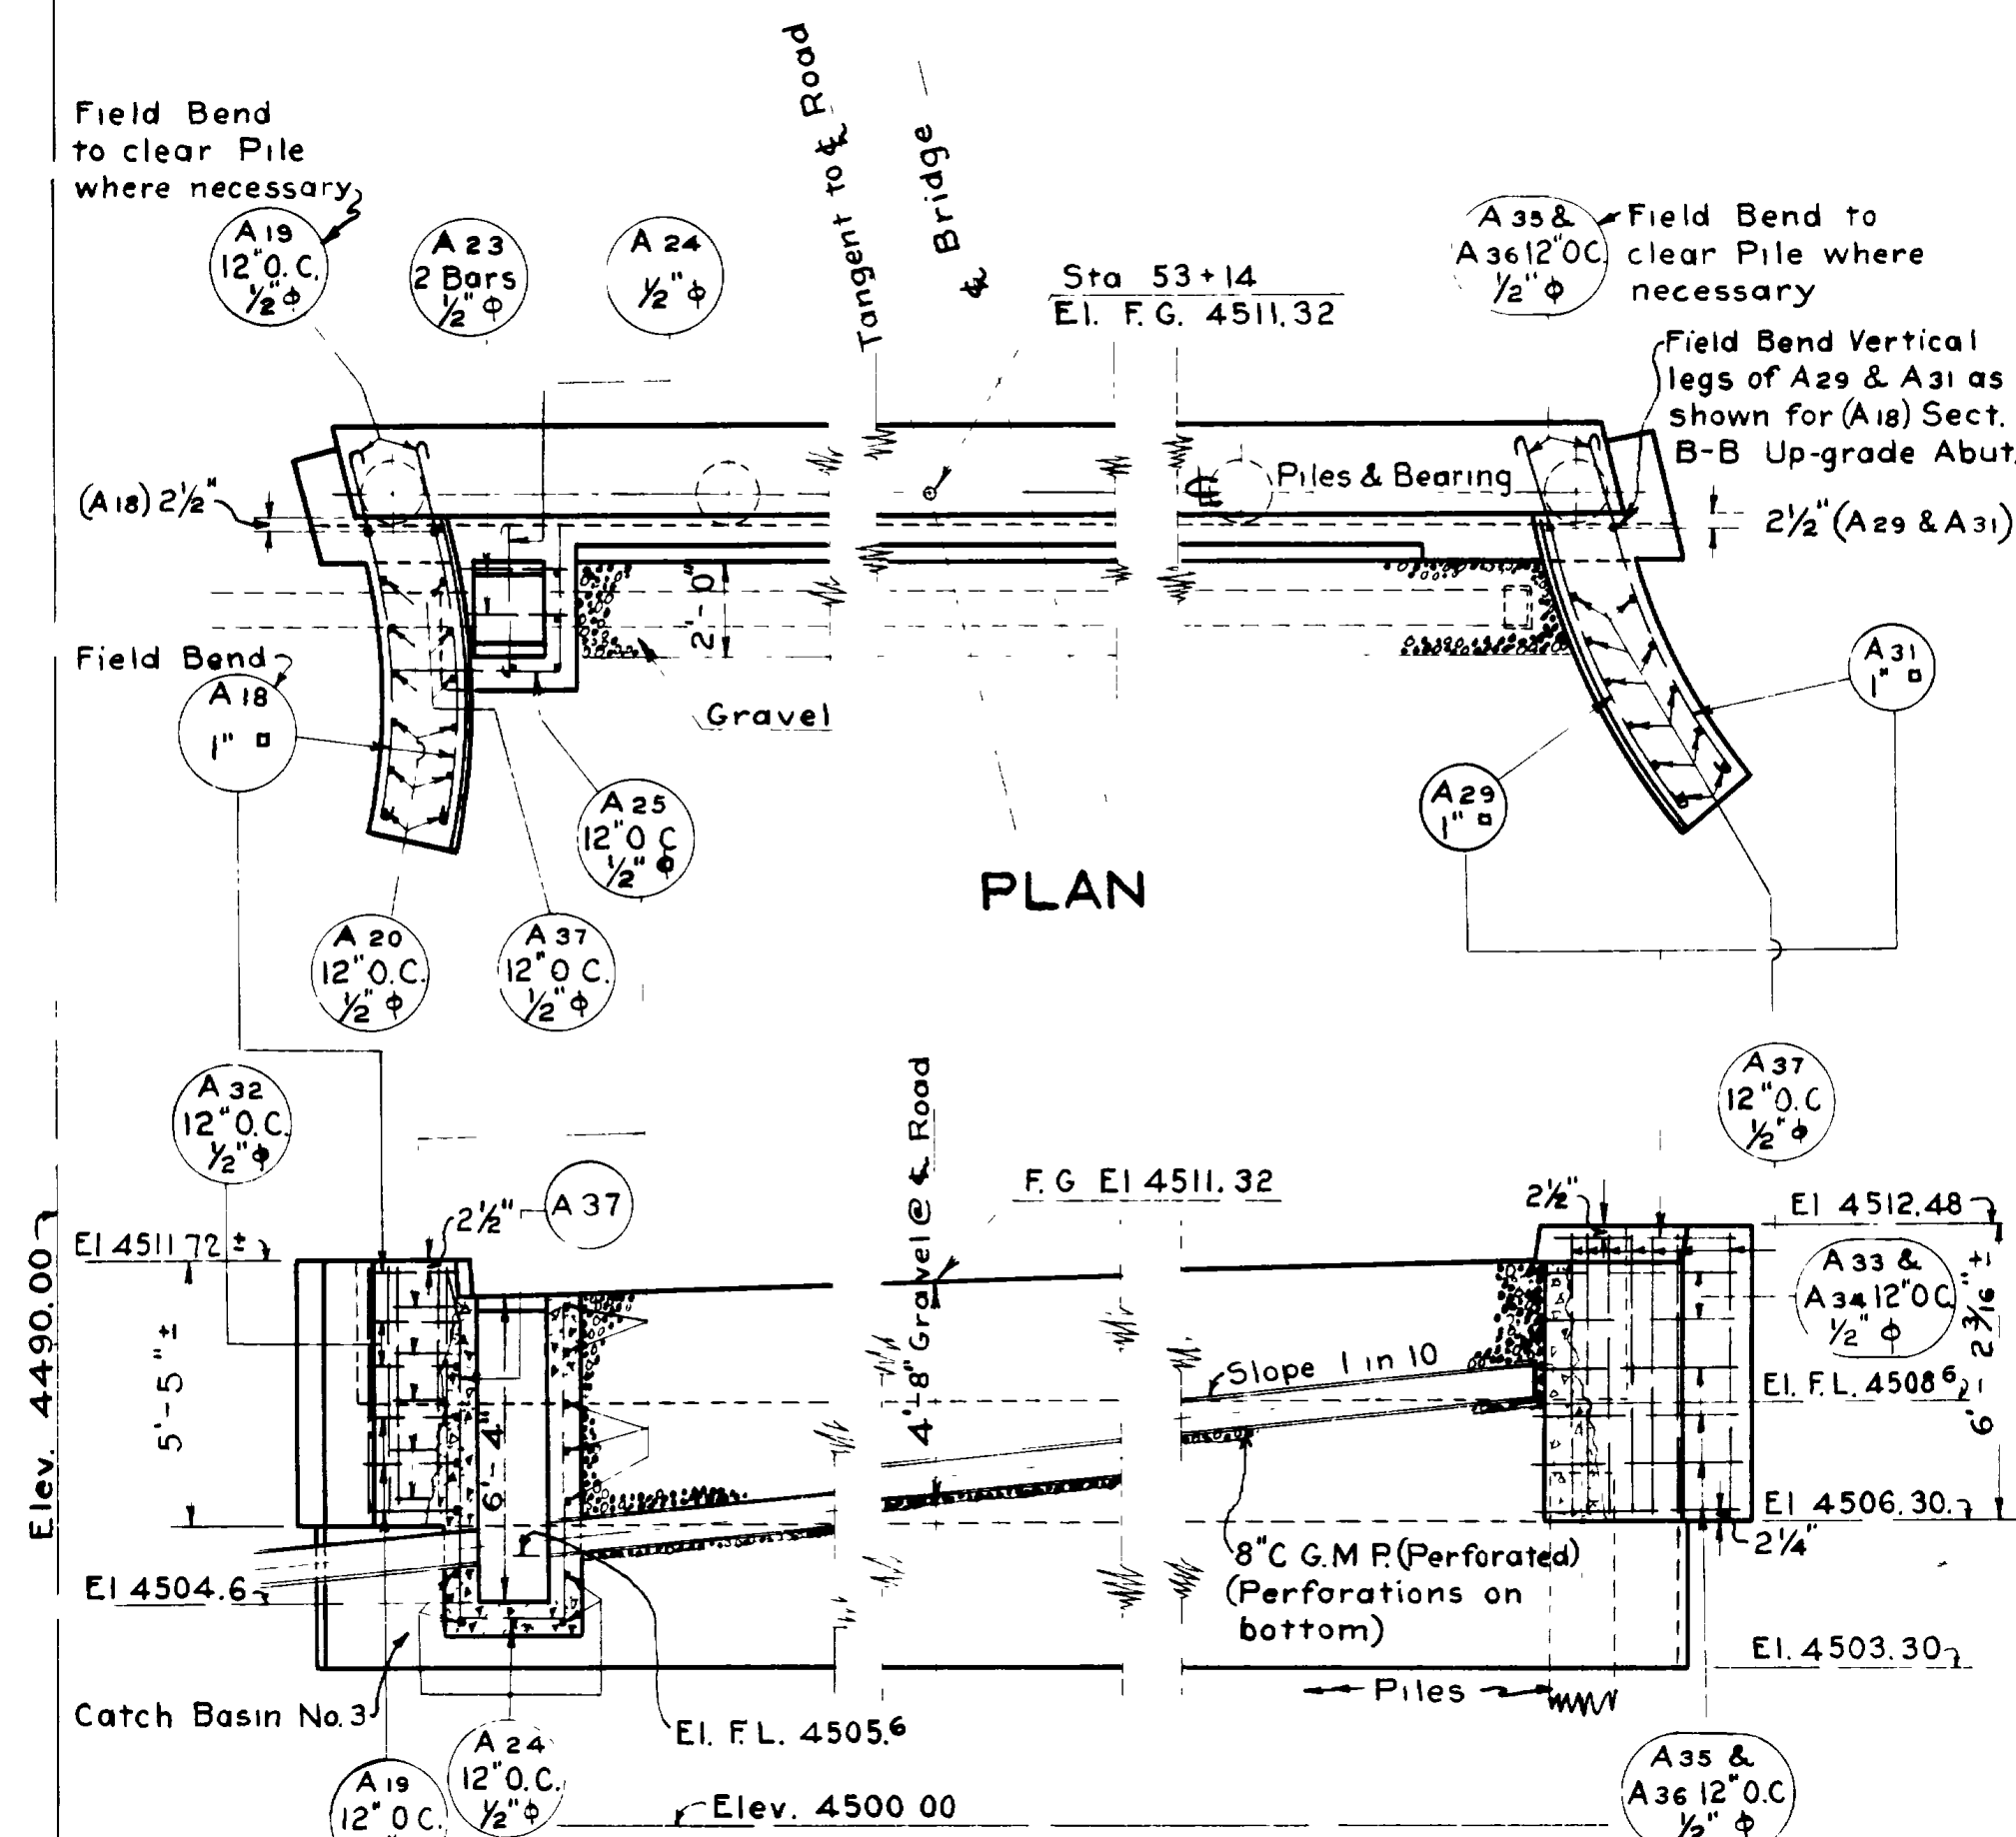 Field Bend
to clear Pile
where necessary
A 19
12" O.C.
1/2" ϕ
A 23
2 Bars
1/2" ϕ
A 24
1/2" ϕ
Tangent to ℄ Road
℄ Bridge
Sta 53+14
El. F.G. 4511.32
A 35 &
A 36 12" O.C.
1/2" ϕ
Field Bend to
clear Pile where
necessary
Field Bend Vertical
legs of A29 & A31 as
shown for (A18) Sect.
B-B Up-grade Abut.
(A18) 2 1/2"
℄ Piles & Bearing
2 1/2" (A29 & A31)
2'-0"
Field Bend
A 18
1" □
Gravel
A 31
1" □
A 25
12" O C
1/2" ϕ
A 29
1" □
PLAN
A 20
12" O.C.
1/2" ϕ
A 37
12" O C.
1/2" ϕ
A 32
12" O.C.
1/2" ϕ
A 37
12" O.C
1/2" ϕ
4'-8" Gravel @ ℄ Road
F.G El 4511.32
2 1/2"
A 37
2 1/2"
El 4512.48
El 4511 72 ±
A 33 &
A 34 12" O.C
1/2" ϕ
6' 2 3/16" ±
Elev. 4490.00
5'-5" ±
6'-4"
Slope 1 in 10
El. F.L. 4508⁶
El 4506.30
2 1/4"
8" C G.M P. (Perforated)
(Perforations on
bottom)
El 4504.6
El. 4503.30
Piles
Catch Basin No. 3
El. F.L. 4505.⁶
A 24
12" O.C.
1/2" ϕ
A 19
12" O C.
A 35 &
A 36 12" O.C
1/2" ϕ
Elev. 4500 00